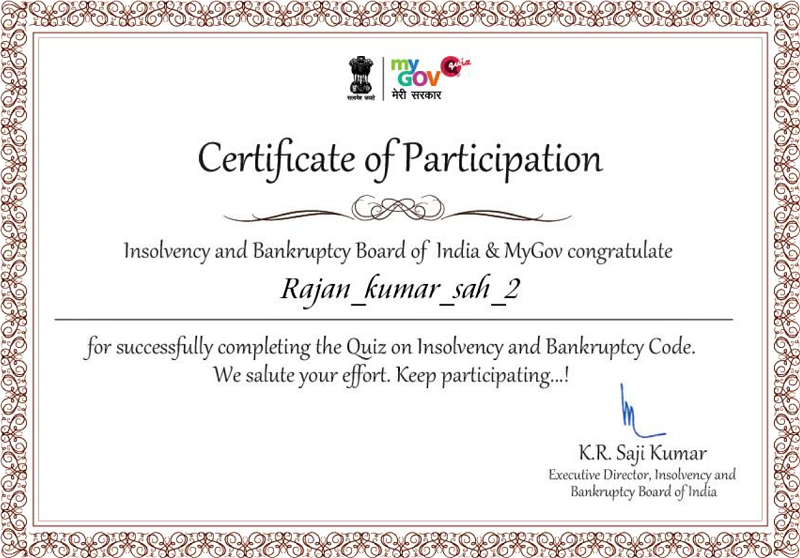 सत्यमेव जयते
my
GOV
Quiz
मेरी सरकार
Certificate of Participation
Insolvency and Bankruptcy Board of India & MyGov congratulate
Rajan_kumar_sah_2
for successfully completing the Quiz on Insolvency and Bankruptcy Code.
We salute your effort. Keep participating...!
K.R. Saji Kumar
Executive Director, Insolvency and
Bankruptcy Board of India